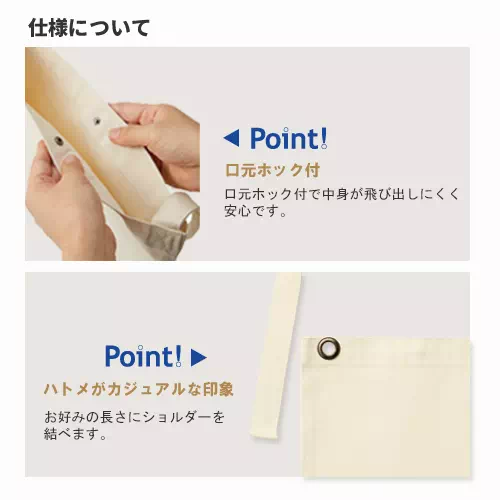 仕様について
◀ Point!
口元ホック付
口元ホック付で中身が飛び出しにくく
安心です。
Point! ▶
ハトメがカジュアルな印象
お好みの長さにショルダーを
結べます。